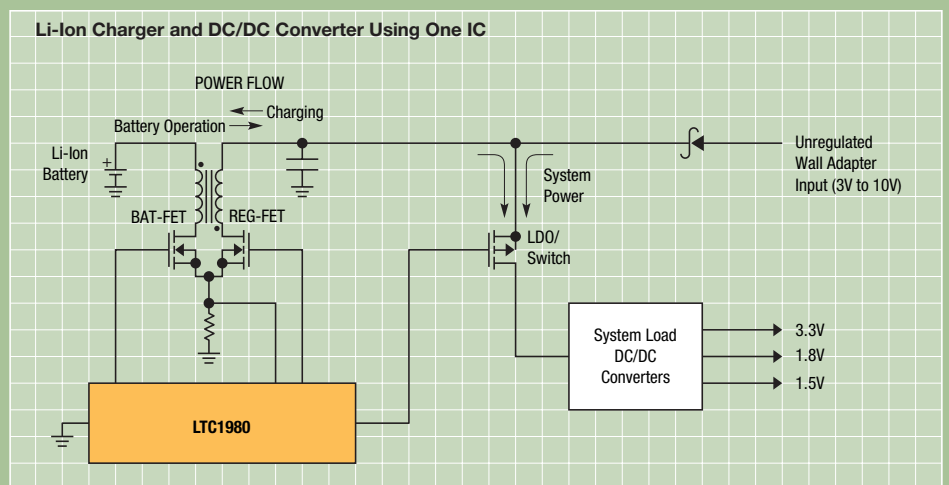 Li-Ion Charger and DC/DC Converter Using One IC
POWER FLOW
Charging
Battery Operation
Li-Ion
Battery
+
BAT-FET
REG-FET
System
Power
LDO/
Switch
Unregulated
Wall Adapter
Input (3V to 10V)
System Load
DC/DC
Converters
3.3V
1.8V
1.5V
LTC1980